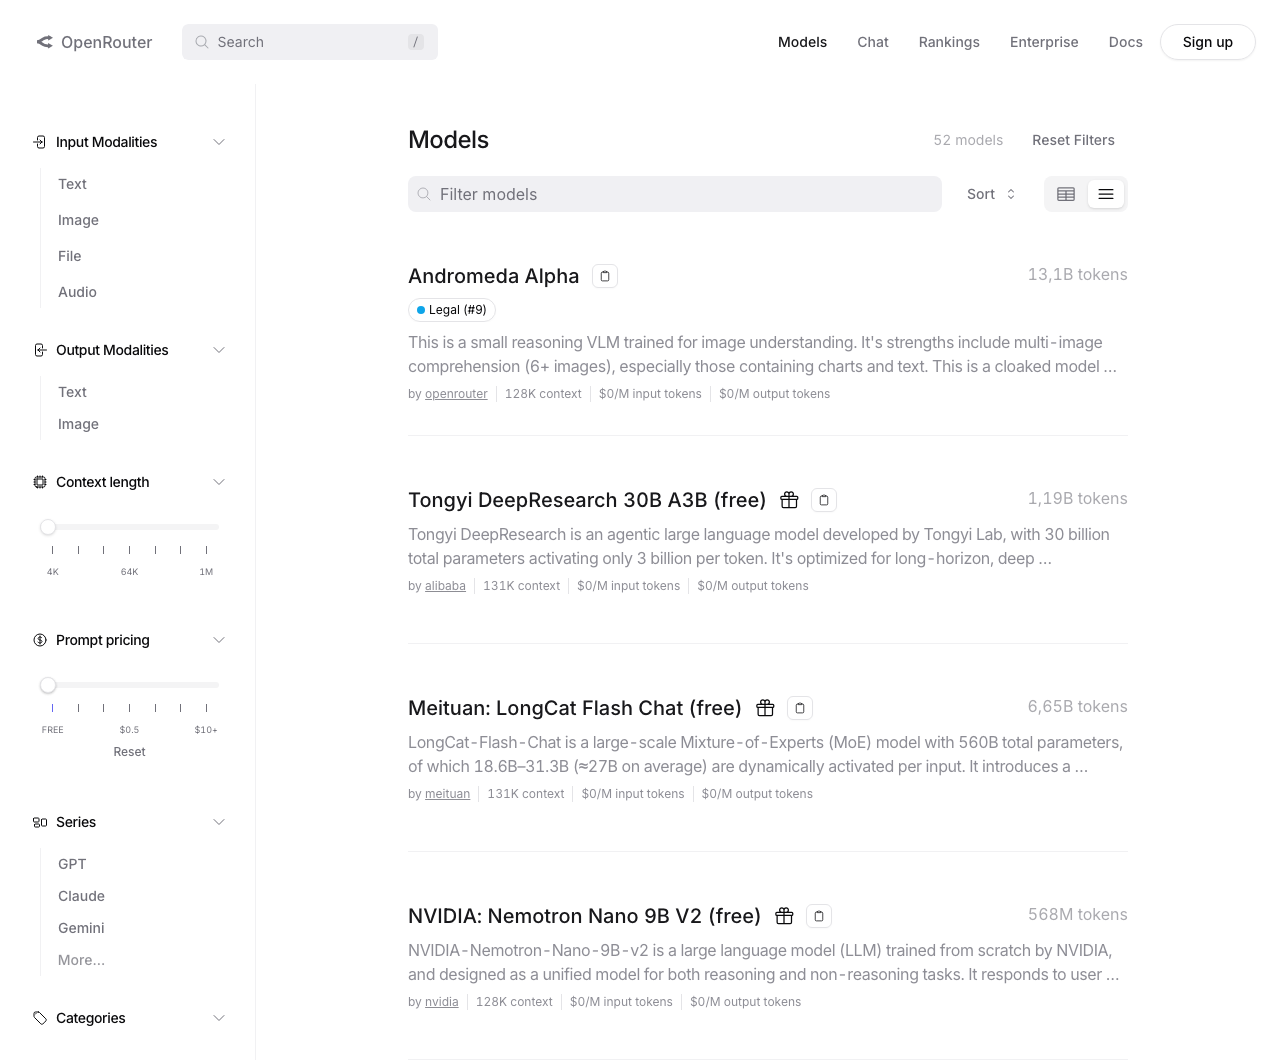 OpenRouter
Search
/
Models
Chat
Rankings
Enterprise
Docs
Sign up
Input Modalities
Text
Image
File
Audio
Output Modalities
Text
Image
Context length
4K
64K
1M
Prompt pricing
FREE
$0.5
$10+
Reset
Series
GPT
Claude
Gemini
More...
Categories
Models
52 models
Reset Filters
Filter models
Sort
Andromeda Alpha
13,1B tokens
Legal (#9)
This is a small reasoning VLM trained for image understanding. It's strengths include multi-image
comprehension (6+ images), especially those containing charts and text. This is a cloaked model ...
by openrouter
128K context
$0/M input tokens
$0/M output tokens
Tongyi DeepResearch 30B A3B (free)
1,19B tokens
Tongyi DeepResearch is an agentic large language model developed by Tongyi Lab, with 30 billion
total parameters activating only 3 billion per token. It's optimized for long-horizon, deep ...
by alibaba
131K context
$0/M input tokens
$0/M output tokens
Meituan: LongCat Flash Chat (free)
6,65B tokens
LongCat-Flash-Chat is a large-scale Mixture-of-Experts (MoE) model with 560B total parameters,
of which 18.6B–31.3B (≈27B on average) are dynamically activated per input. It introduces a ...
by meituan
131K context
$0/M input tokens
$0/M output tokens
NVIDIA: Nemotron Nano 9B V2 (free)
568M tokens
NVIDIA-Nemotron-Nano-9B-v2 is a large language model (LLM) trained from scratch by NVIDIA,
and designed as a unified model for both reasoning and non-reasoning tasks. It responds to user ...
by nvidia
128K context
$0/M input tokens
$0/M output tokens